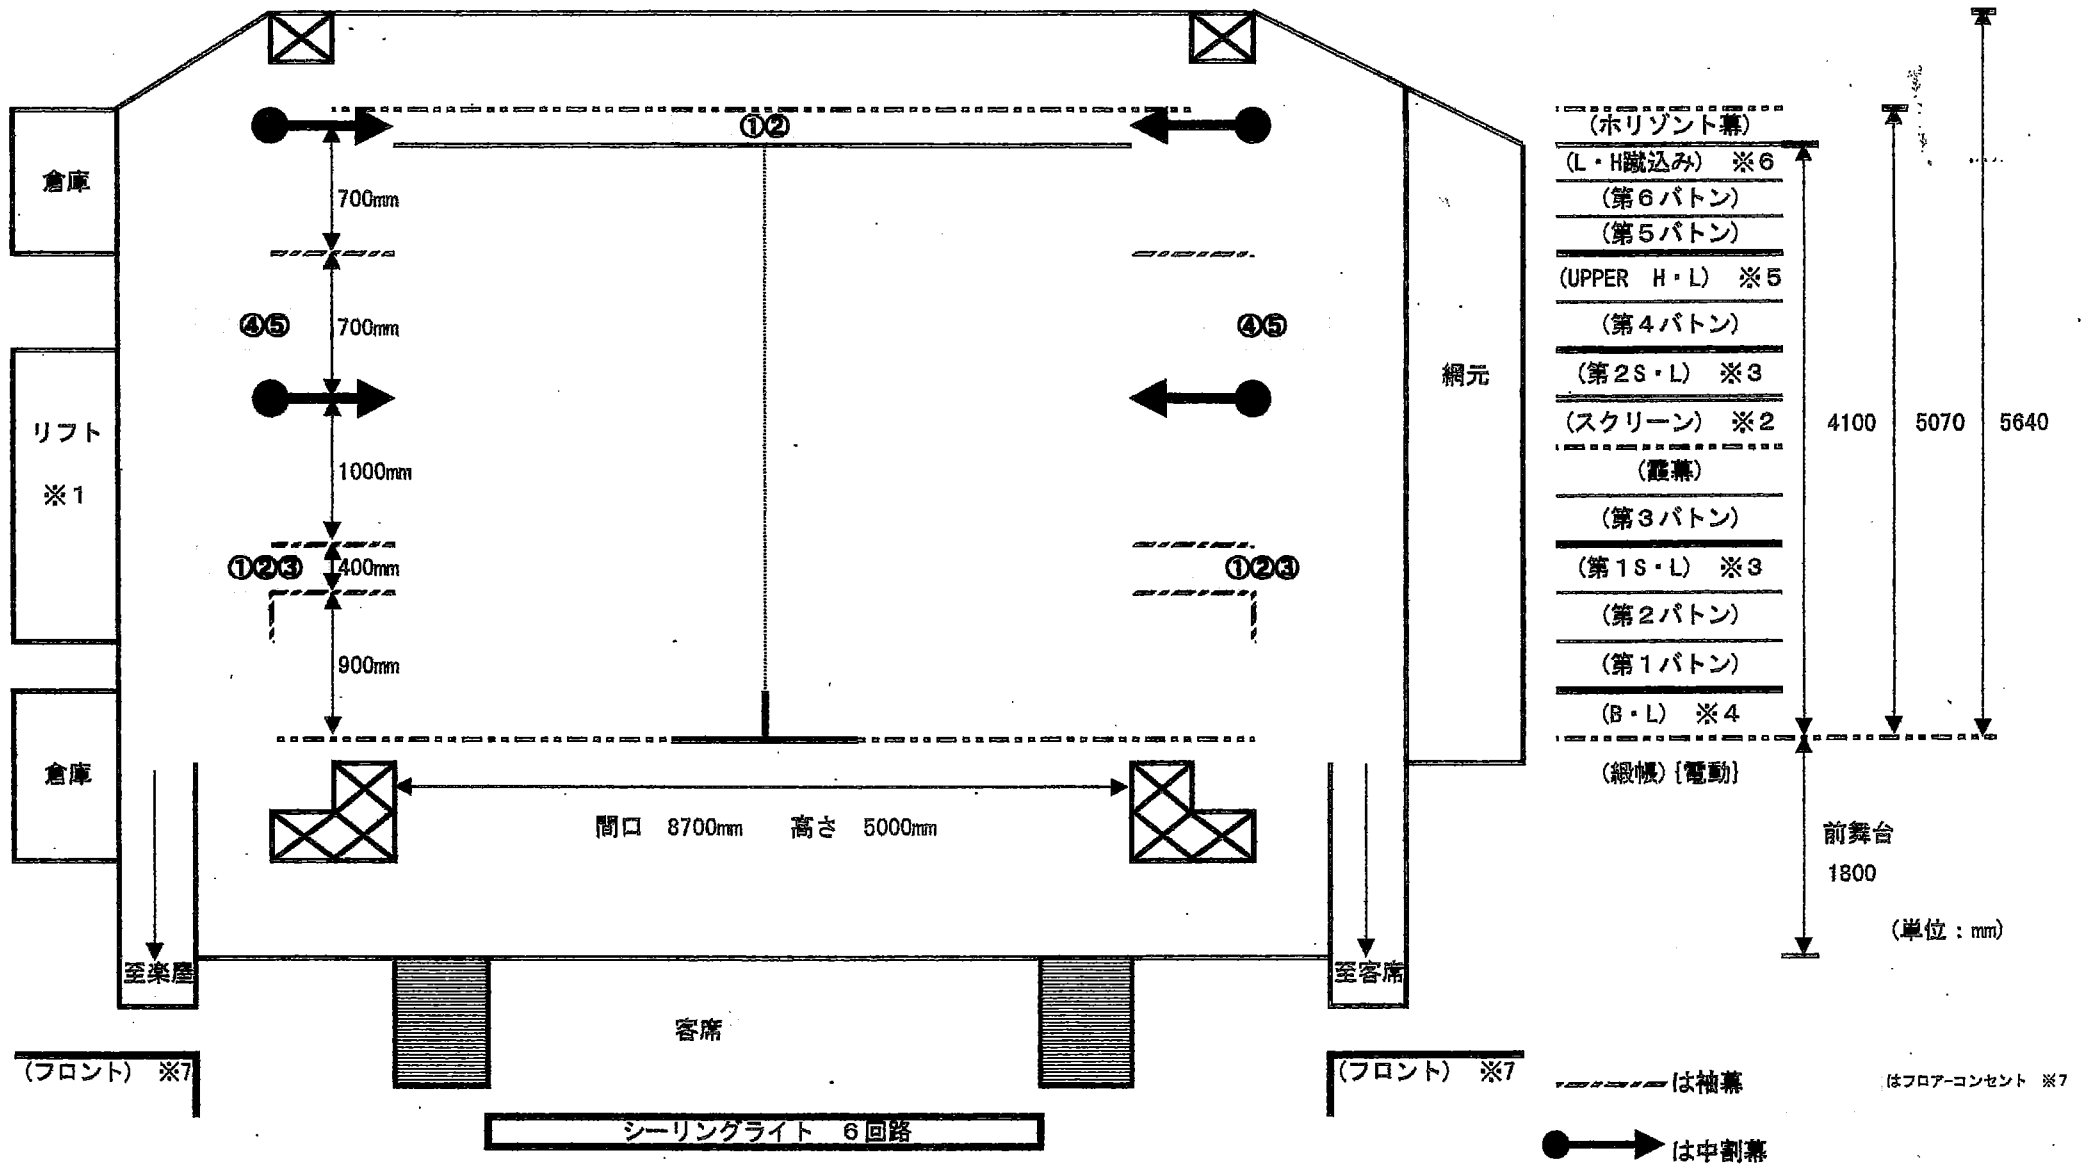 ①②
(ホリゾント幕)
倉庫
700mm
(L・H蹴込み) ※6
(第6バトン)
(第5バトン)
(UPPER H・L) ※5
④⑤
700mm
④⑤
(第4バトン)
網元
(第2S・L) ※3
リフト
※1
(スクリーン) ※2
4100
5070
5640
1000mm
(霞幕)
(第3バトン)
①②③
400mm
①②③
(第1S・L) ※3
(第2バトン)
900mm
(第1バトン)
(B・L) ※4
倉庫
(緞帳){電動}
間口 8700mm 高さ 5000mm
前舞台
1800
(単位:mm)
至楽屋
至客席
客席
(フロント) ※7
(フロント) ※7
は袖幕
はフロアーコンセント ※7
シーリングライト 6回路
は中割幕